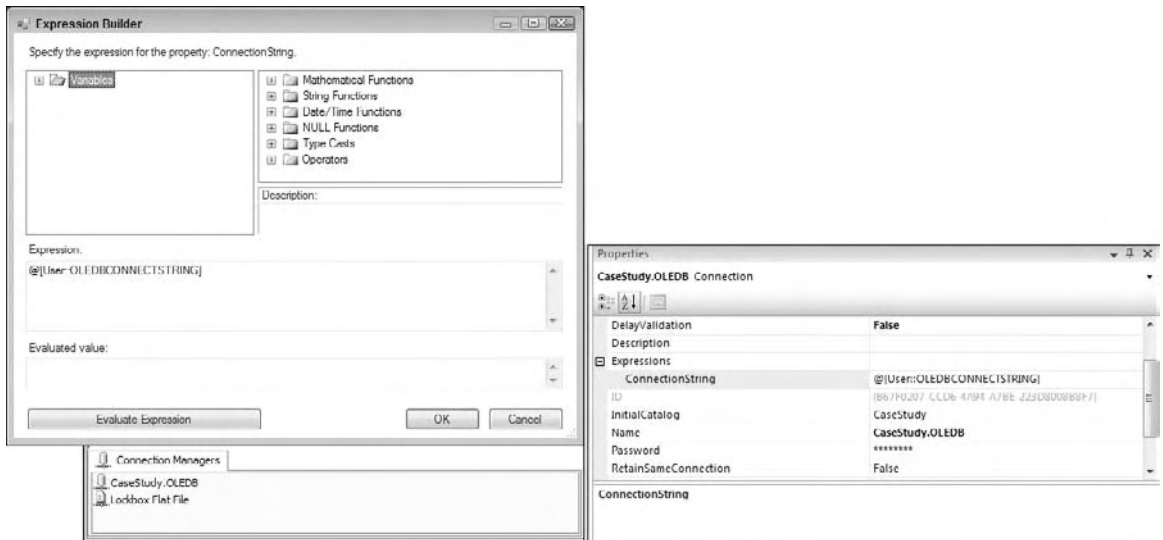 Expression Builder
Specify the expression for the property: ConnectionString.
Variables
Mathematical Functions
String Functions
Date/Time Functions
NULL Functions
Type Casts
Operators
Description:
Expression:
@[User::OLEDBCONNECTSTRING]
Evaluated value:
Evaluate Expression
OK
Cancel
Connection Managers
CaseStudy.OLEDB
Lockbox Flat File
Properties
CaseStudy.OLEDB Connection
DelayValidation False
Description
Expressions
ConnectionString @[User::OLEDBCONNECTSTRING]
ID
InitialCatalog CaseStudy
Name CaseStudy.OLEDB
Password ********
RetainSameConnection False
ConnectionString